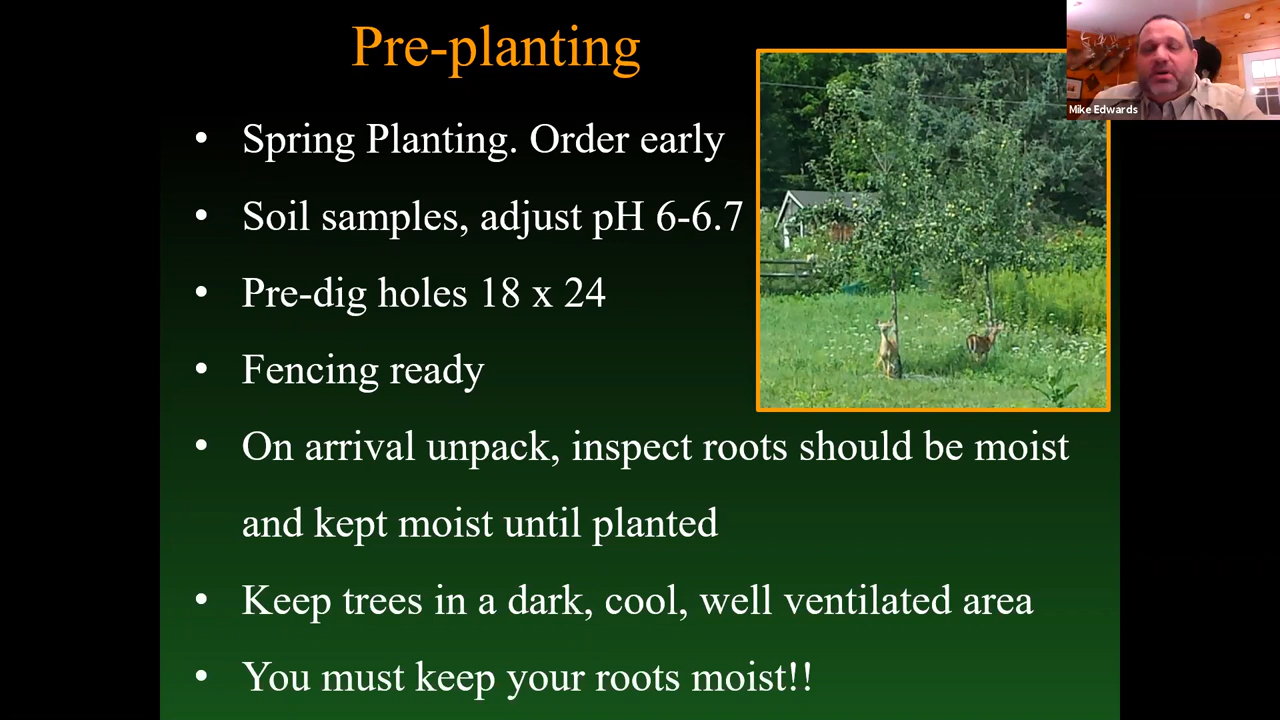 Pre-planting
Mike Edwards
• Spring Planting. Order early
• Soil samples, adjust pH 6-6.7
• Pre-dig holes 18 x 24
• Fencing ready
• On arrival unpack, inspect roots should be moist
and kept moist until planted
• Keep trees in a dark, cool, well ventilated area
• You must keep your roots moist!!